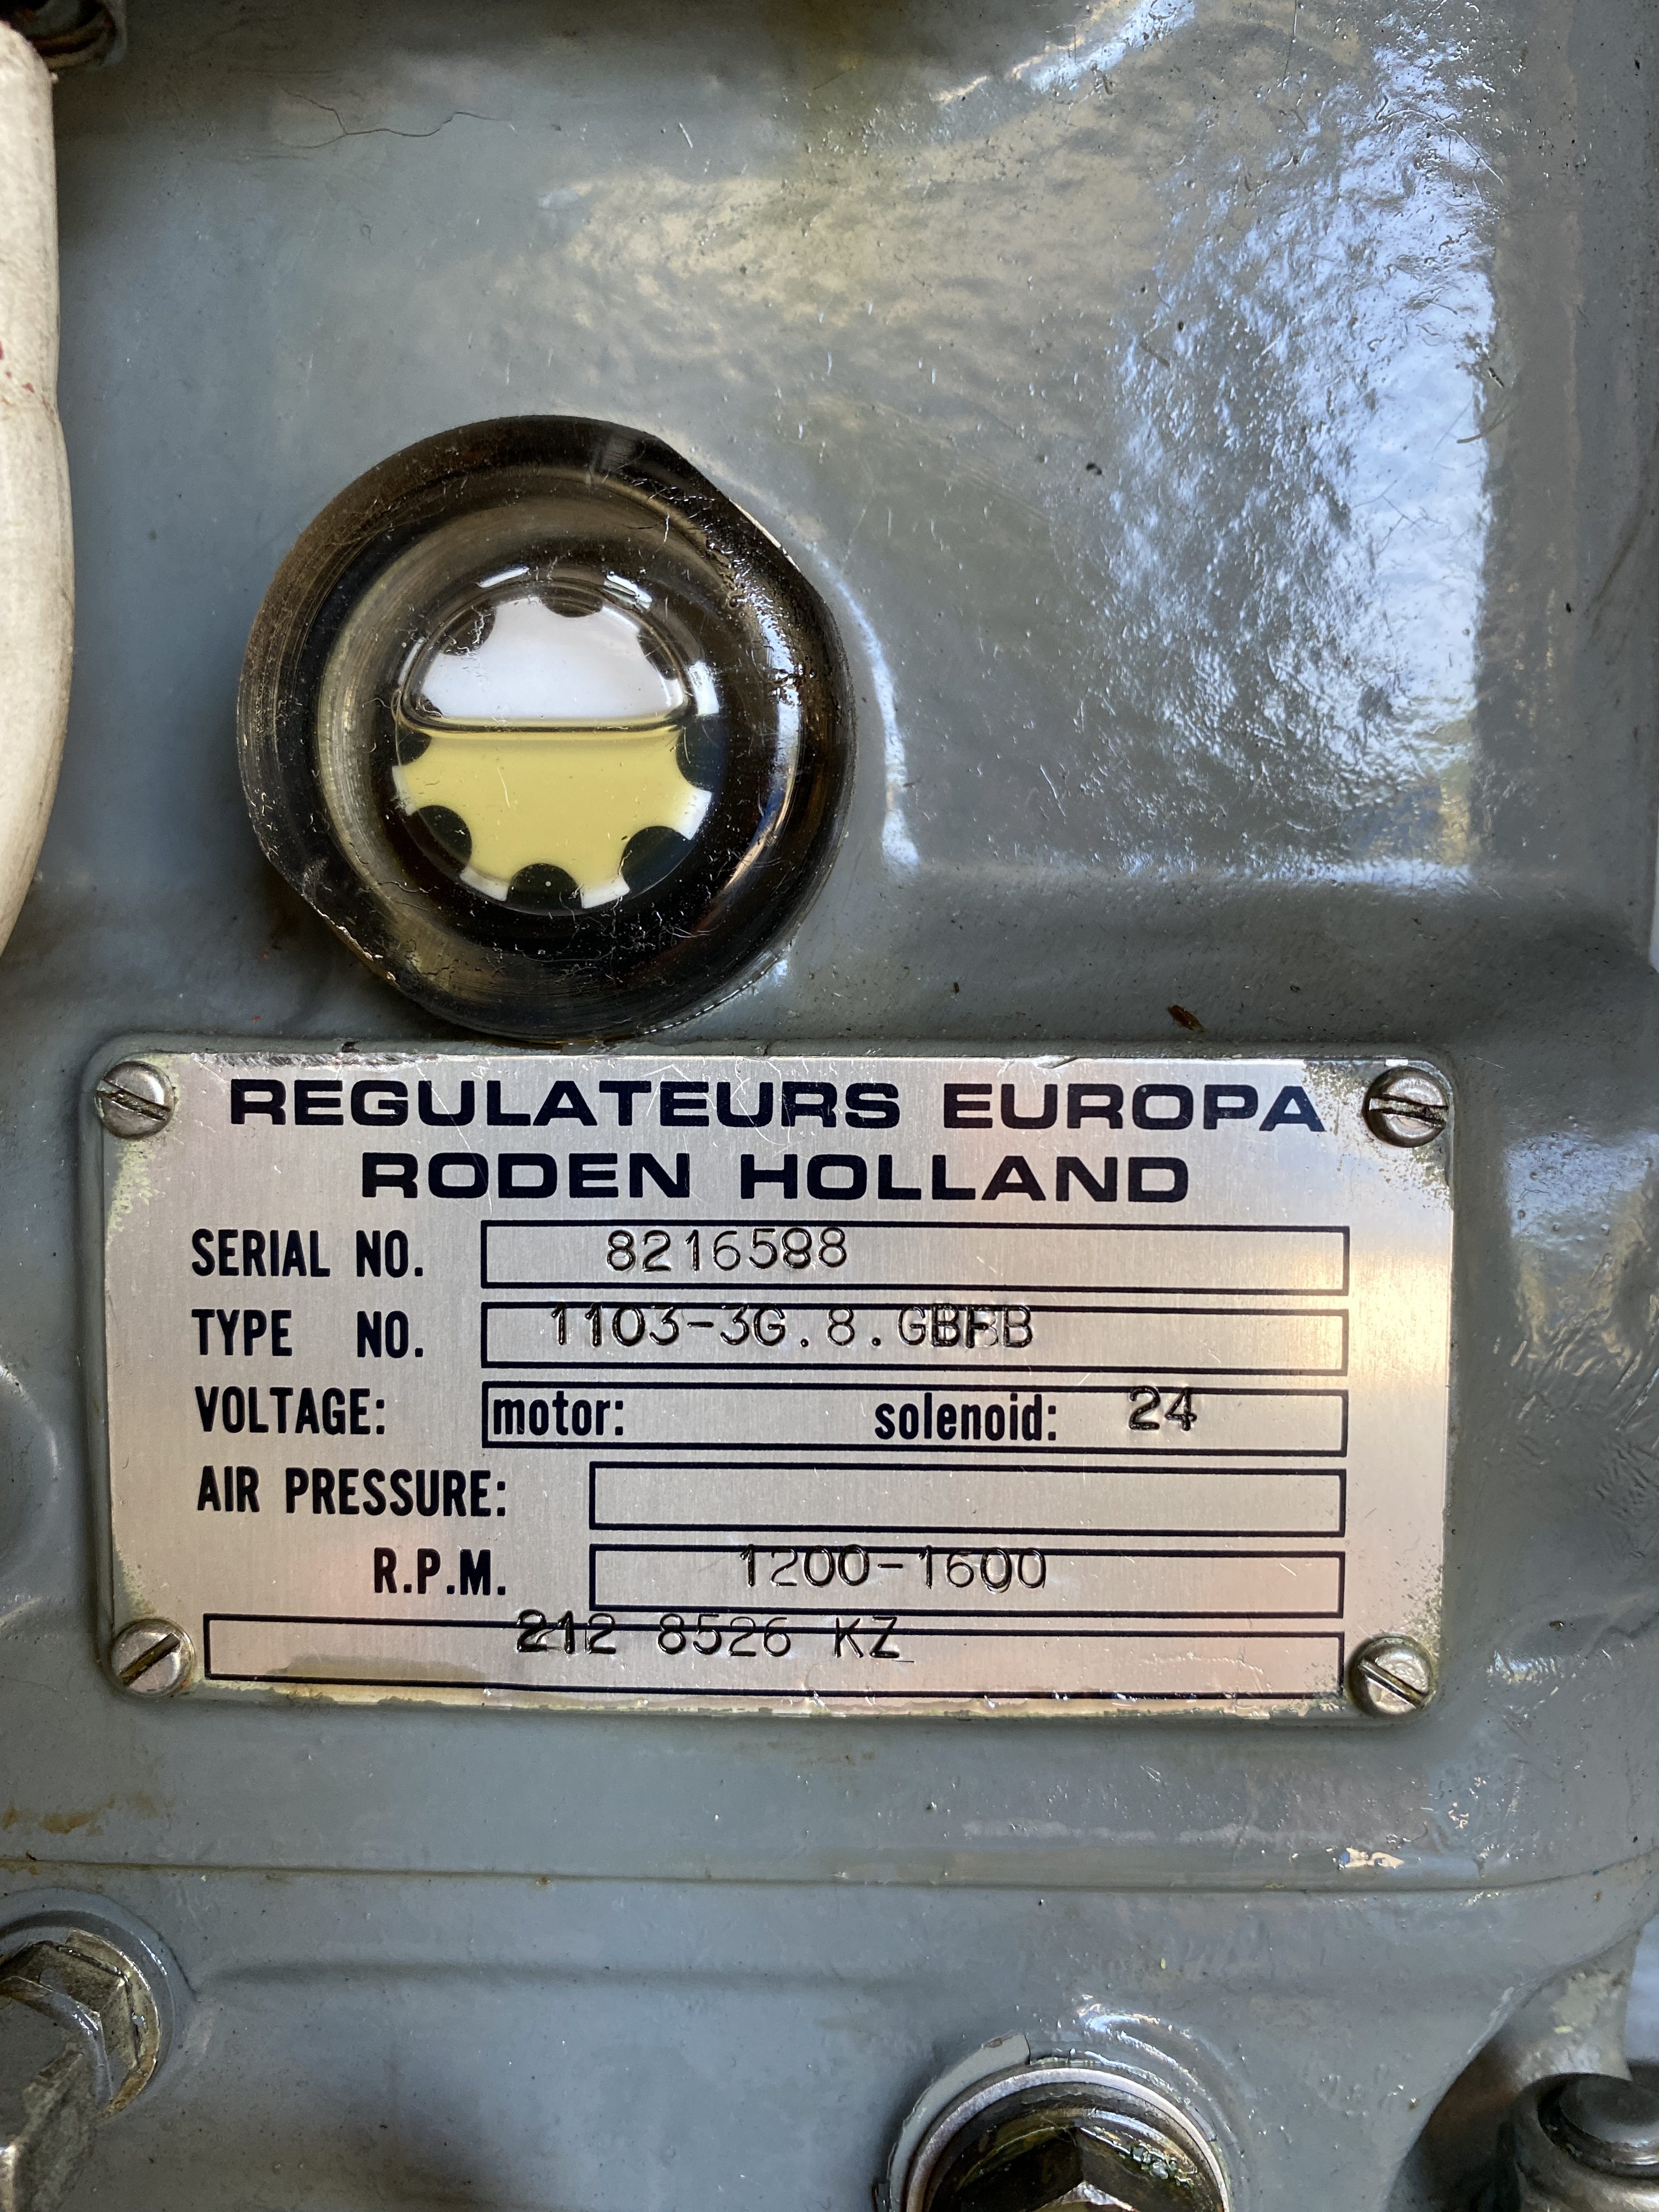 REGULATEURS EUROPA
RODEN HOLLAND
SERIAL NO. 8216588
TYPE NO. 1103-3G.8.GBFB
VOLTAGE: motor: solenoid: 24
AIR PRESSURE:
R.P.M. 1200-1600
212 8526 KZ